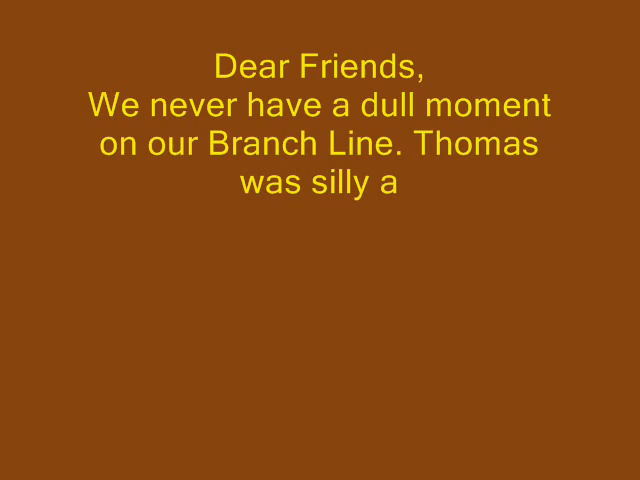 Dear Friends,
We never have a dull moment
on our Branch Line. Thomas
was silly a